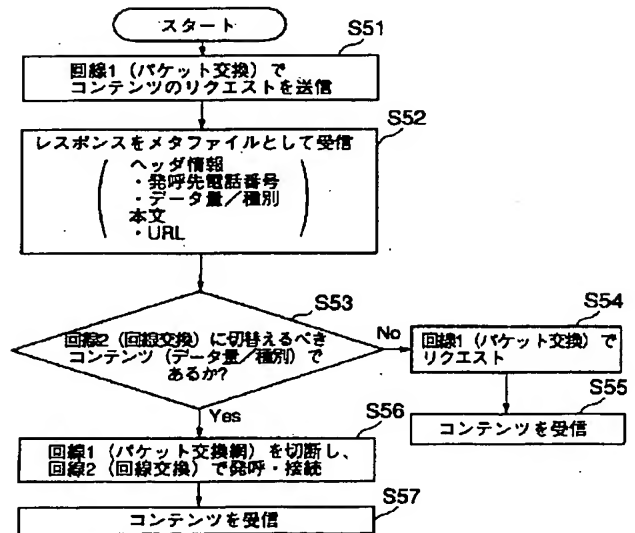 スタート
S51
回線1（パケット交換）で
コンテンツのリクエストを送信
S52
レスポンスをメタファイルとして受信
ヘッダ情報
・発呼先電話番号
・データ量／種別
本文
・URL
S53
回線2（回線交換）に切替えるべき
コンテンツ（データ量／種別）で
あるか?
No
Yes
S54
回線1（パケット交換）で
リクエスト
S55
コンテンツを受信
S56
回線1（パケット交換網）を切断し、
回線2（回線交換）で発呼・接続
S57
コンテンツを受信